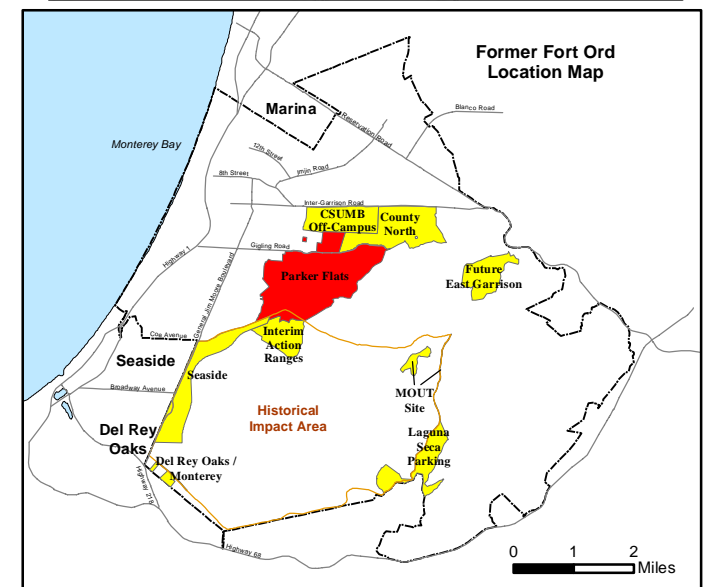 Former Fort Ord
Location Map
Marina
Blanco Road
Reservation Road
Monterey Bay
12th Street
Imjin Road
8th Street
Inter-Garrison Road
CSUMB
Off-Campus
County
North
Gigling Road
Highway 1
General Jim Moore Boulevard
Parker Flats
Future
East Garrison
Coe Avenue
Interim
Action
Ranges
Seaside
Seaside
Broadway Avenue
MOUT
Site
Historical
Impact Area
Del Rey
Oaks
Laguna
Seca
Parking
Del Rey Oaks /
Monterey
Highway 218
Highway 68
0 1 2
Miles